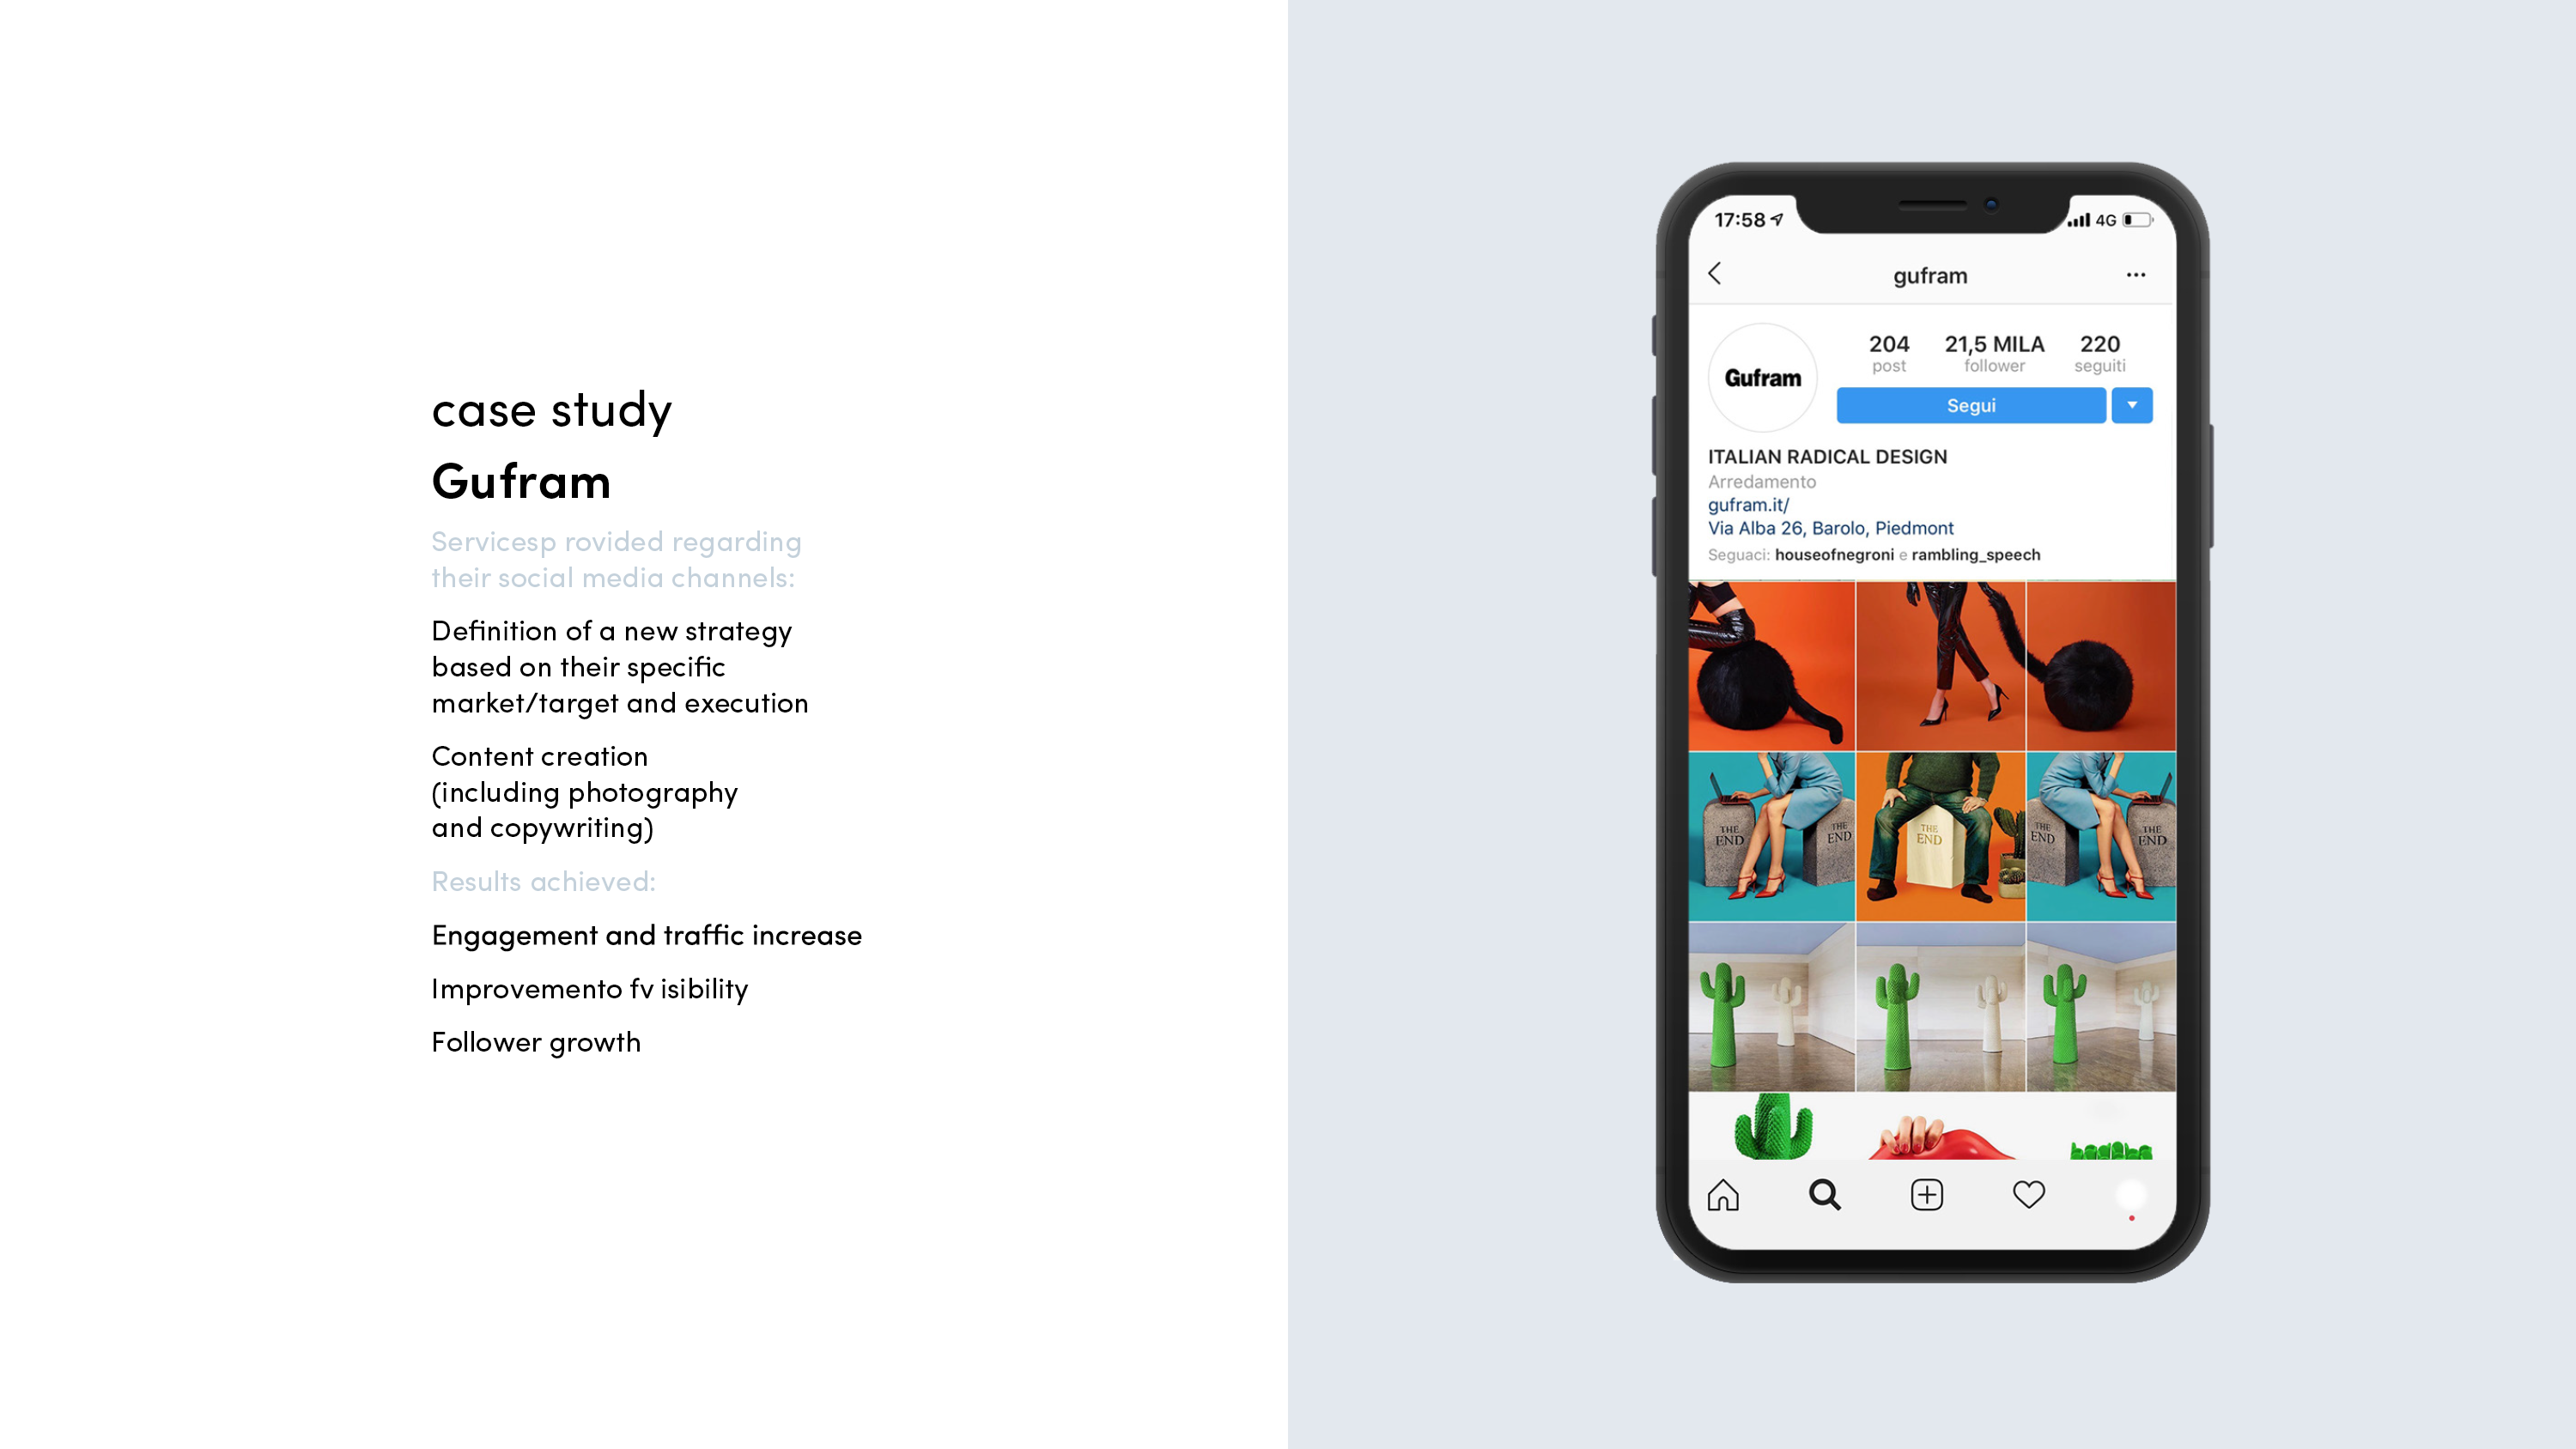 case study
Gufram
Servicesp rovided regarding
their social media channels:
Definition of a new strategy
based on their specific
market/target and execution
Content creation
(including photography
and copywriting)
Results achieved:
Engagement and traffic increase
Improvemento fv isibility
Follower growth
17:58
4G
gufram
Gufram
204 21,5 MILA 220
post follower seguiti
Segui
ITALIAN RADICAL DESIGN
Arredamento
gufram.it/
Via Alba 26, Barolo, Piedmont
Seguaci: houseofnegroni e rambling_speech
THE END
THE END
THE END
THE END
THE END